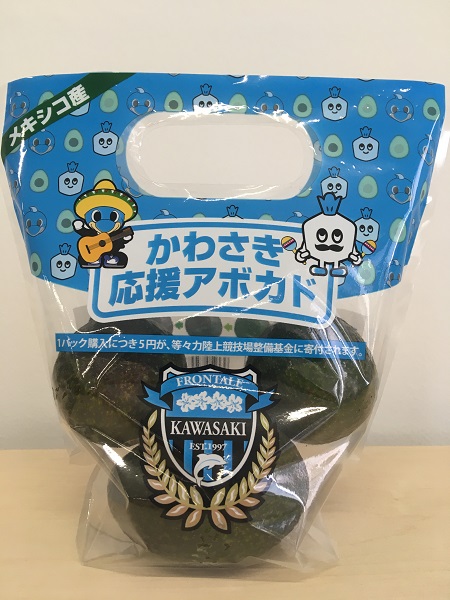 メキシコ産
かわさき
応援アボカド
1パック購入につき5円が、等々力陸上競技場整備基金に寄付されます。
FRONTALE
KAWASAKI
EST.1997